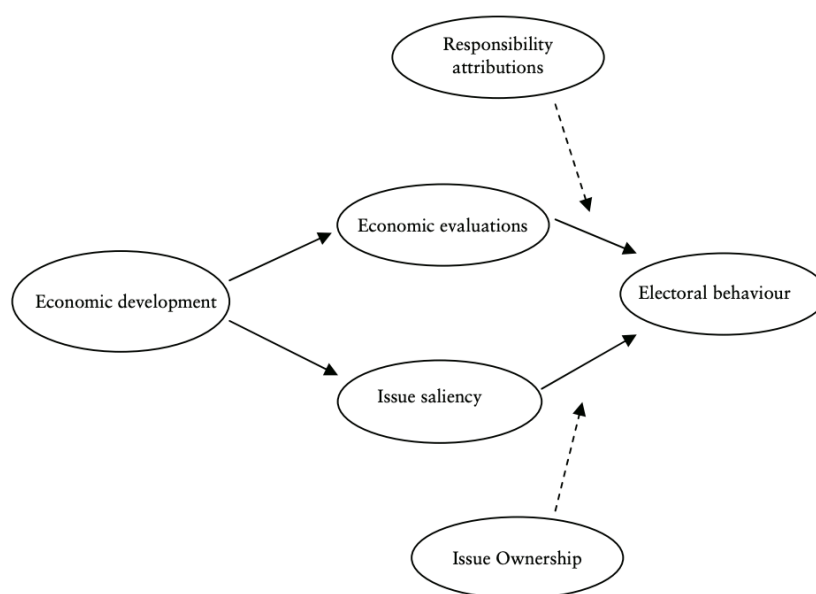 Responsibility
attributions
Economic evaluations
Economic development
Electoral behaviour
Issue saliency
Issue Ownership